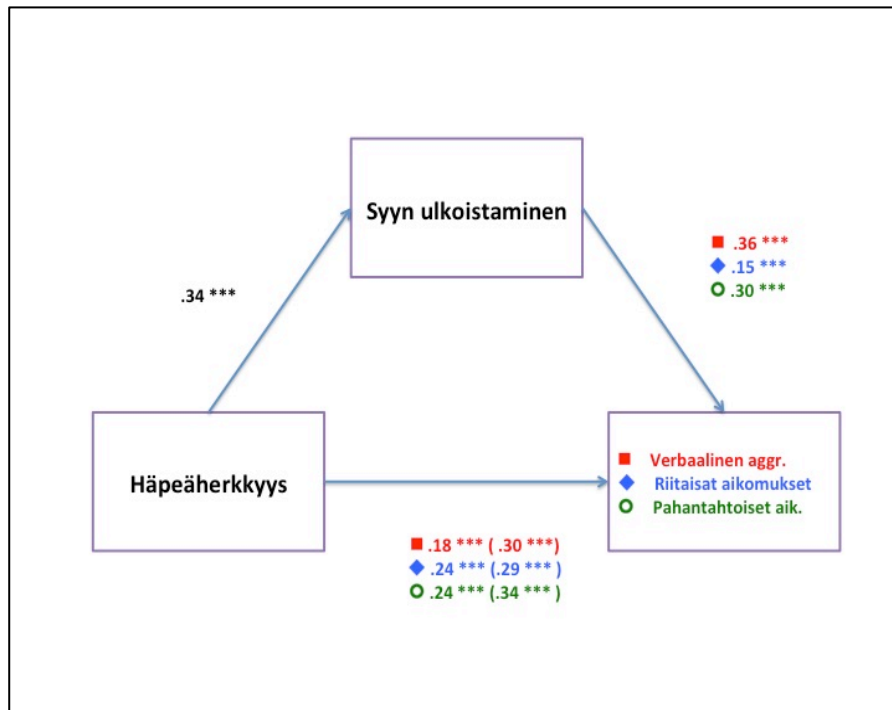 Syyn ulkoistaminen
■ .36 ***
◆ .15 ***
○ .30 ***
.34 ***
Häpeäherkkyys
■ Verbaalinen aggr.
◆ Riitaisat aikomukset
○ Pahantahtoiset aik.
■ .18 *** ( .30 ***)
◆ .24 *** (.29 *** )
○ .24 *** (.34 *** )